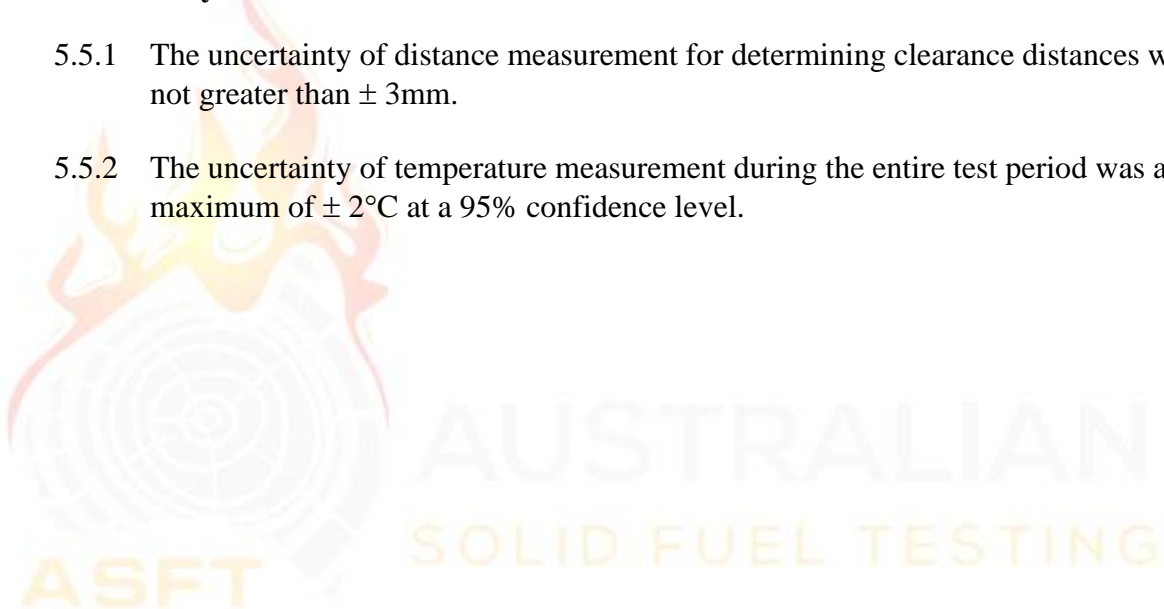 5.5.1 The uncertainty of distance measurement for determining clearance distances
not greater than ± 3mm.
5.5.2 The uncertainty of temperature measurement during the entire test period was a
maximum of ± 2°C at a 95% confidence level.
AUSTRALIAN
SOLID FUEL TESTING
ASFT